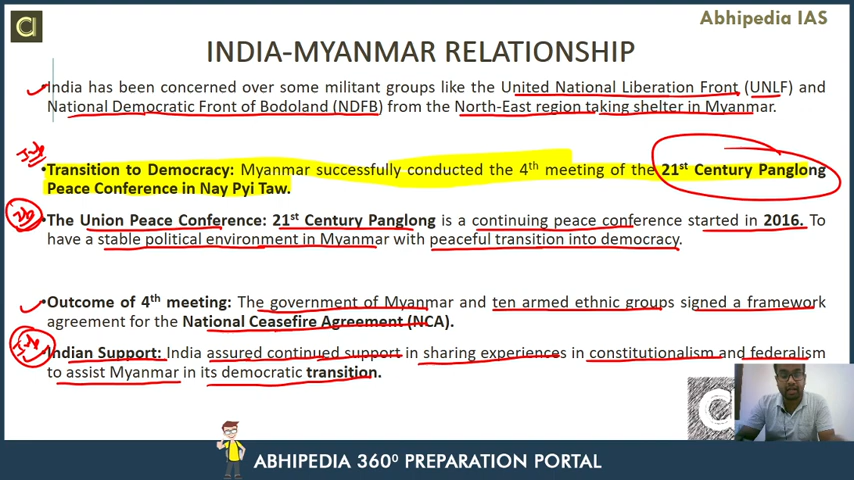 Abhipedia IAS
INDIA-MYANMAR RELATIONSHIP
India has been concerned over some militant groups like the United National Liberation Front (UNLF) and
National Democratic Front of Bodoland (NDFB) from the North-East region taking shelter in Myanmar.
•Transition to Democracy: Myanmar successfully conducted the 4th meeting of the 21st Century Panglong
Peace Conference in Nay Pyi Taw.
The Union Peace Conference: 21st Century Panglong is a continuing peace conference started in 2016. To
have a stable political environment in Myanmar with peaceful transition into democracy.
•Outcome of 4th meeting: The government of Myanmar and ten armed ethnic groups signed a framework
agreement for the National Ceasefire Agreement (NCA).
Indian Support: India assured continued support in sharing experiences in constitutionalism and federalism
to assist Myanmar in its democratic transition.
ABHIPEDIA 360⁰ PREPARATION PORTAL